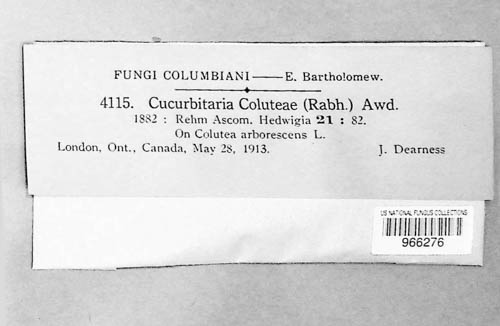 FUNGI COLUMBIANI — E. Bartholomew.
4115. Cucurbitaria Coluteae (Rabh.) Awd.
1882 : Rehm Ascom. Hedwigia 21 : 82.
On Colutea arborescens L.
London, Ont., Canada, May 28, 1913. J. Dearness
US NATIONAL FUNGUS COLLECTIONS
966276